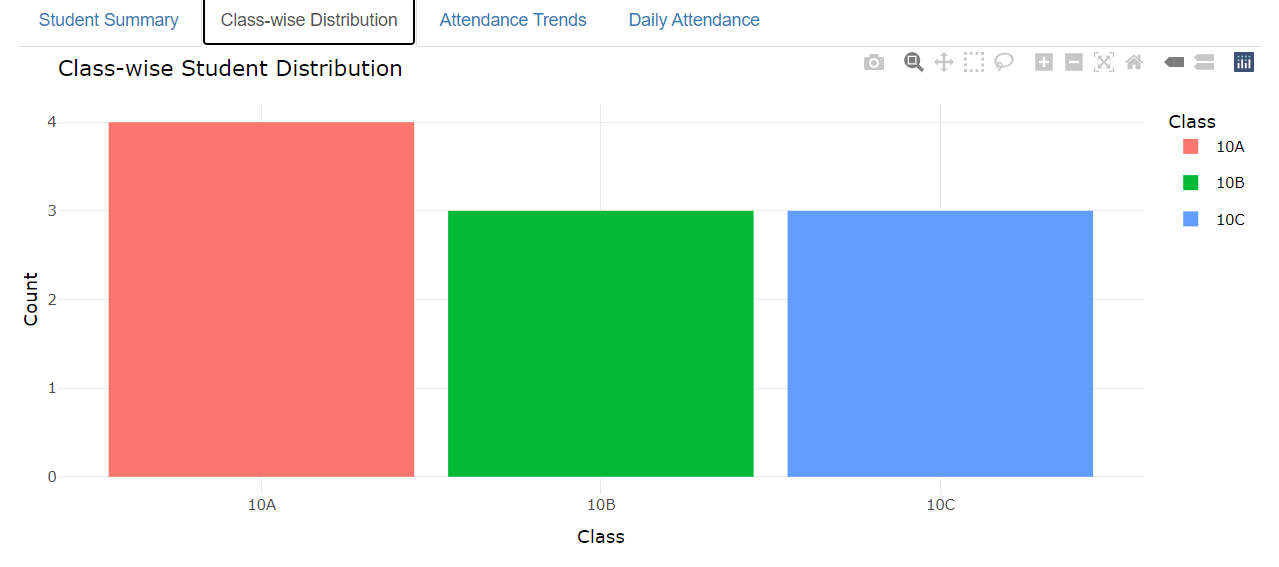 Student Summary Class-wise Distribution Attendance Trends Daily Attendance
Class-wise Student Distribution
Class
10A
10B
10C
4
3
2
1
0
Count
10A 10B 10C
Class